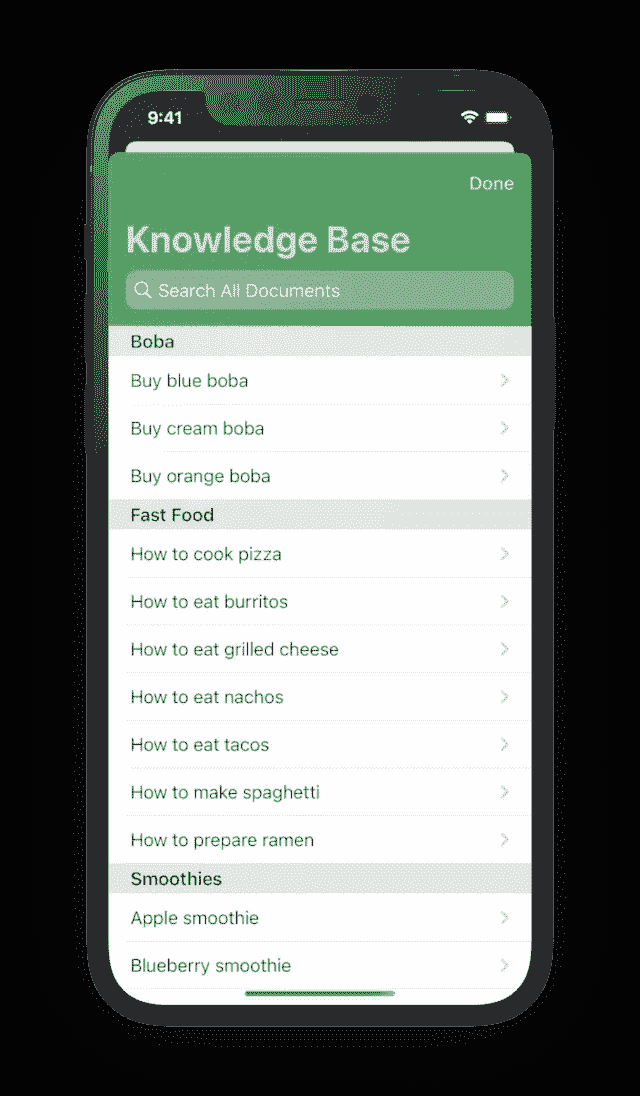 9:41
Done
Knowledge Base
Search All Documents
Boba
Buy blue boba
Buy cream boba
Buy orange boba
Fast Food
How to cook pizza
How to eat burritos
How to eat grilled cheese
How to eat nachos
How to eat tacos
How to make spaghetti
How to prepare ramen
Smoothies
Apple smoothie
Blueberry smoothie